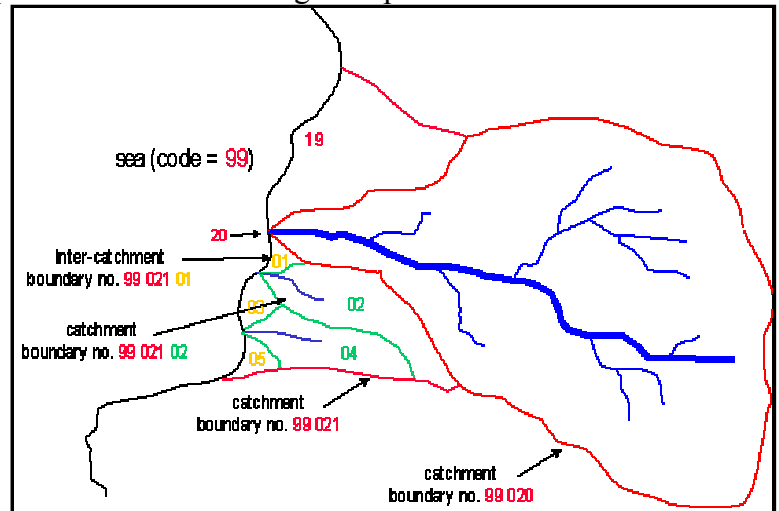 19
sea (code = 99)
20
Inter-catchment
boundary no. 99 021 01
01
03
02
catchment
boundary no. 99 021 02
04
05
catchment
boundary no. 99 021
catchment
boundary no. 99 020